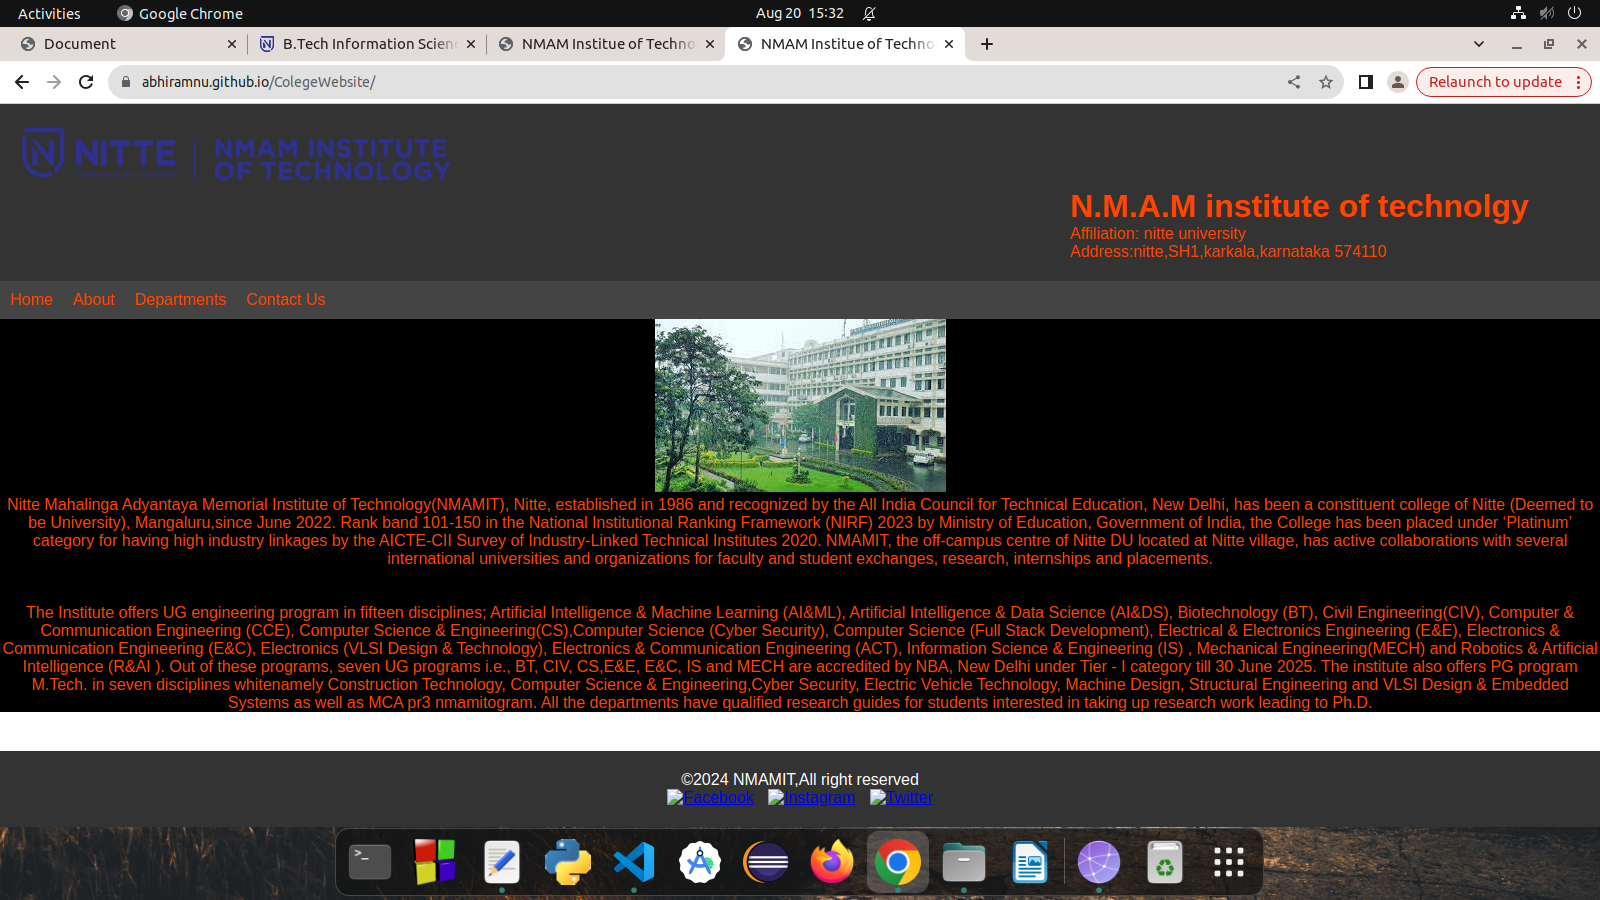 Activities Google Chrome Aug 20 15:32
Document B.Tech Information Scien NMAM Institue of Techno NMAM Institue of Techno
abhiramnu.github.io/ColegeWebsite/ Relaunch to update
NITTE NMAM INSTITUTE
OF TECHNOLOGY
N.M.A.M institute of technolgy
Affiliation: nitte university
Address:nitte,SH1,karkala,karnataka 574110
Home About Departments Contact Us
Nitte Mahalinga Adyantaya Memorial Institute of Technology(NMAMIT), Nitte, established in 1986 and recognized by the All India Council for Technical Education, New Delhi, has been a constituent college of Nitte (Deemed to
be University), Mangaluru,since June 2022. Rank band 101-150 in the National Institutional Ranking Framework (NIRF) 2023 by Ministry of Education, Government of India, the College has been placed under ‘Platinum’
category for having high industry linkages by the AICTE-CII Survey of Industry-Linked Technical Institutes 2020. NMAMIT, the off-campus centre of Nitte DU located at Nitte village, has active collaborations with several
international universities and organizations for faculty and student exchanges, research, internships and placements.
The Institute offers UG engineering program in fifteen disciplines; Artificial Intelligence & Machine Learning (AI&ML), Artificial Intelligence & Data Science (AI&DS), Biotechnology (BT), Civil Engineering(CIV), Computer &
Communication Engineering (CCE), Computer Science & Engineering(CS),Computer Science (Cyber Security), Computer Science (Full Stack Development), Electrical & Electronics Engineering (E&E), Electronics &
Communication Engineering (E&C), Electronics (VLSI Design & Technology), Electronics & Communication Engineering (ACT), Information Science & Engineering (IS) , Mechanical Engineering(MECH) and Robotics & Artificial
Intelligence (R&AI ). Out of these programs, seven UG programs i.e., BT, CIV, CS,E&E, E&C, IS and MECH are accredited by NBA, New Delhi under Tier - I category till 30 June 2025. The institute also offers PG program
M.Tech. in seven disciplines whitenamely Construction Technology, Computer Science & Engineering,Cyber Security, Electric Vehicle Technology, Machine Design, Structural Engineering and VLSI Design & Embedded
Systems as well as MCA pr3 nmamitogram. All the departments have qualified research guides for students interested in taking up research work leading to Ph.D.
©2024 NMAMIT,All right reserved
Facebook Instagram Twitter